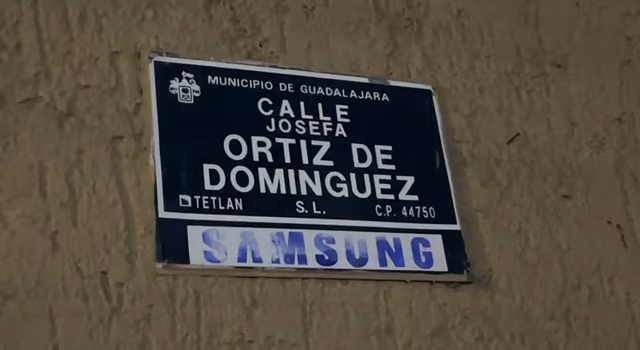 MUNICIPIO DE GUADALAJARA
CALLE
JOSEFA
ORTIZ DE
DOMINGUEZ
TETLAN S.L. C.P. 44750
SAMSUNG